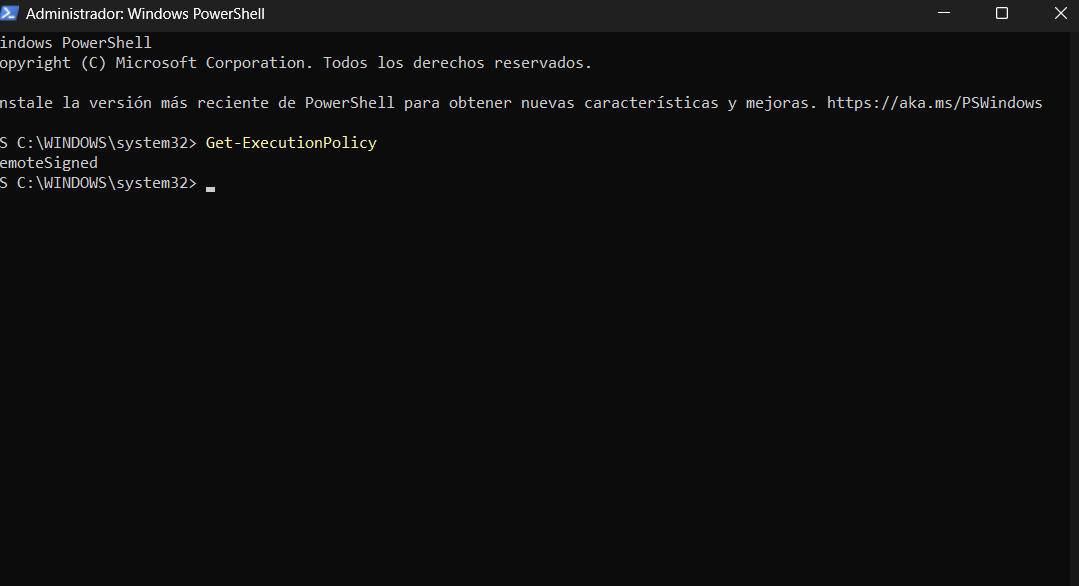 Administrador: Windows PowerShell
indows PowerShell
opyright (C) Microsoft Corporation. Todos los derechos reservados.
nstale la versión más reciente de PowerShell para obtener nuevas características y mejoras. https://aka.ms/PSWindows
S C:\WINDOWS\system32> Get-ExecutionPolicy
emoteSigned
S C:\WINDOWS\system32>